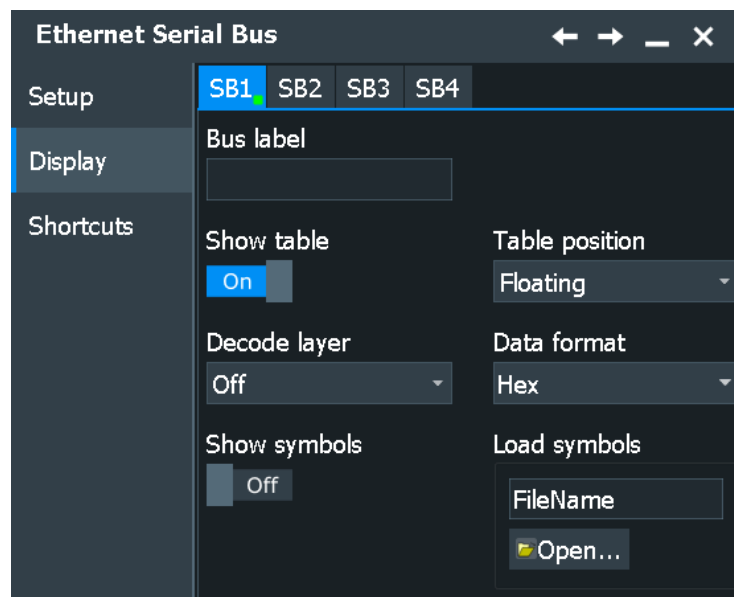 Ethernet Serial Bus
Setup
Display
Shortcuts
SB1 SB2 SB3 SB4
Bus label
Show table
Table position
On
Floating
Decode layer
Data format
Off
Hex
Show symbols
Load symbols
Off
FileName
Open...